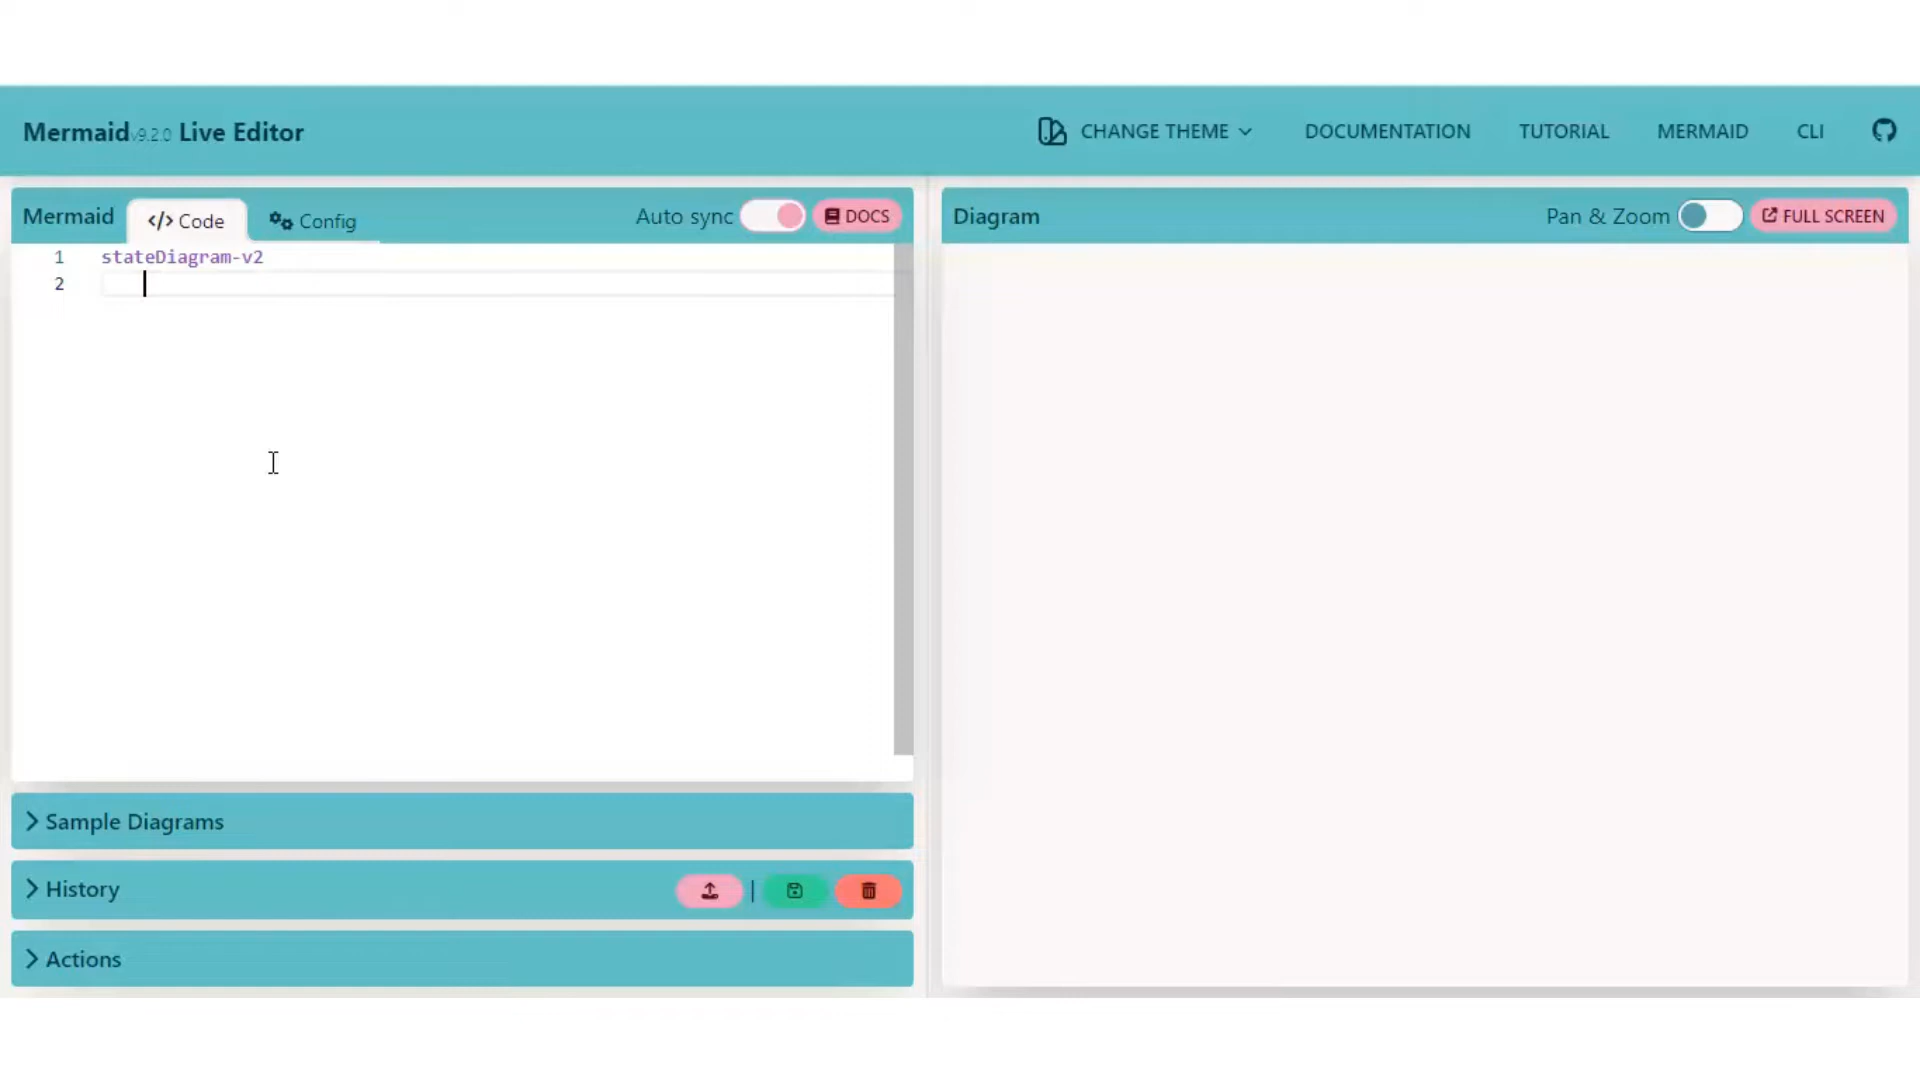 Mermaid v9.2.0 Live Editor
CHANGE THEME
DOCUMENTATION
TUTORIAL
MERMAID
CLI
Mermaid
</> Code
Config
Auto sync
DOCS
Diagram
Pan & Zoom
FULL SCREEN
1 stateDiagram-v2
2
Sample Diagrams
History
Actions